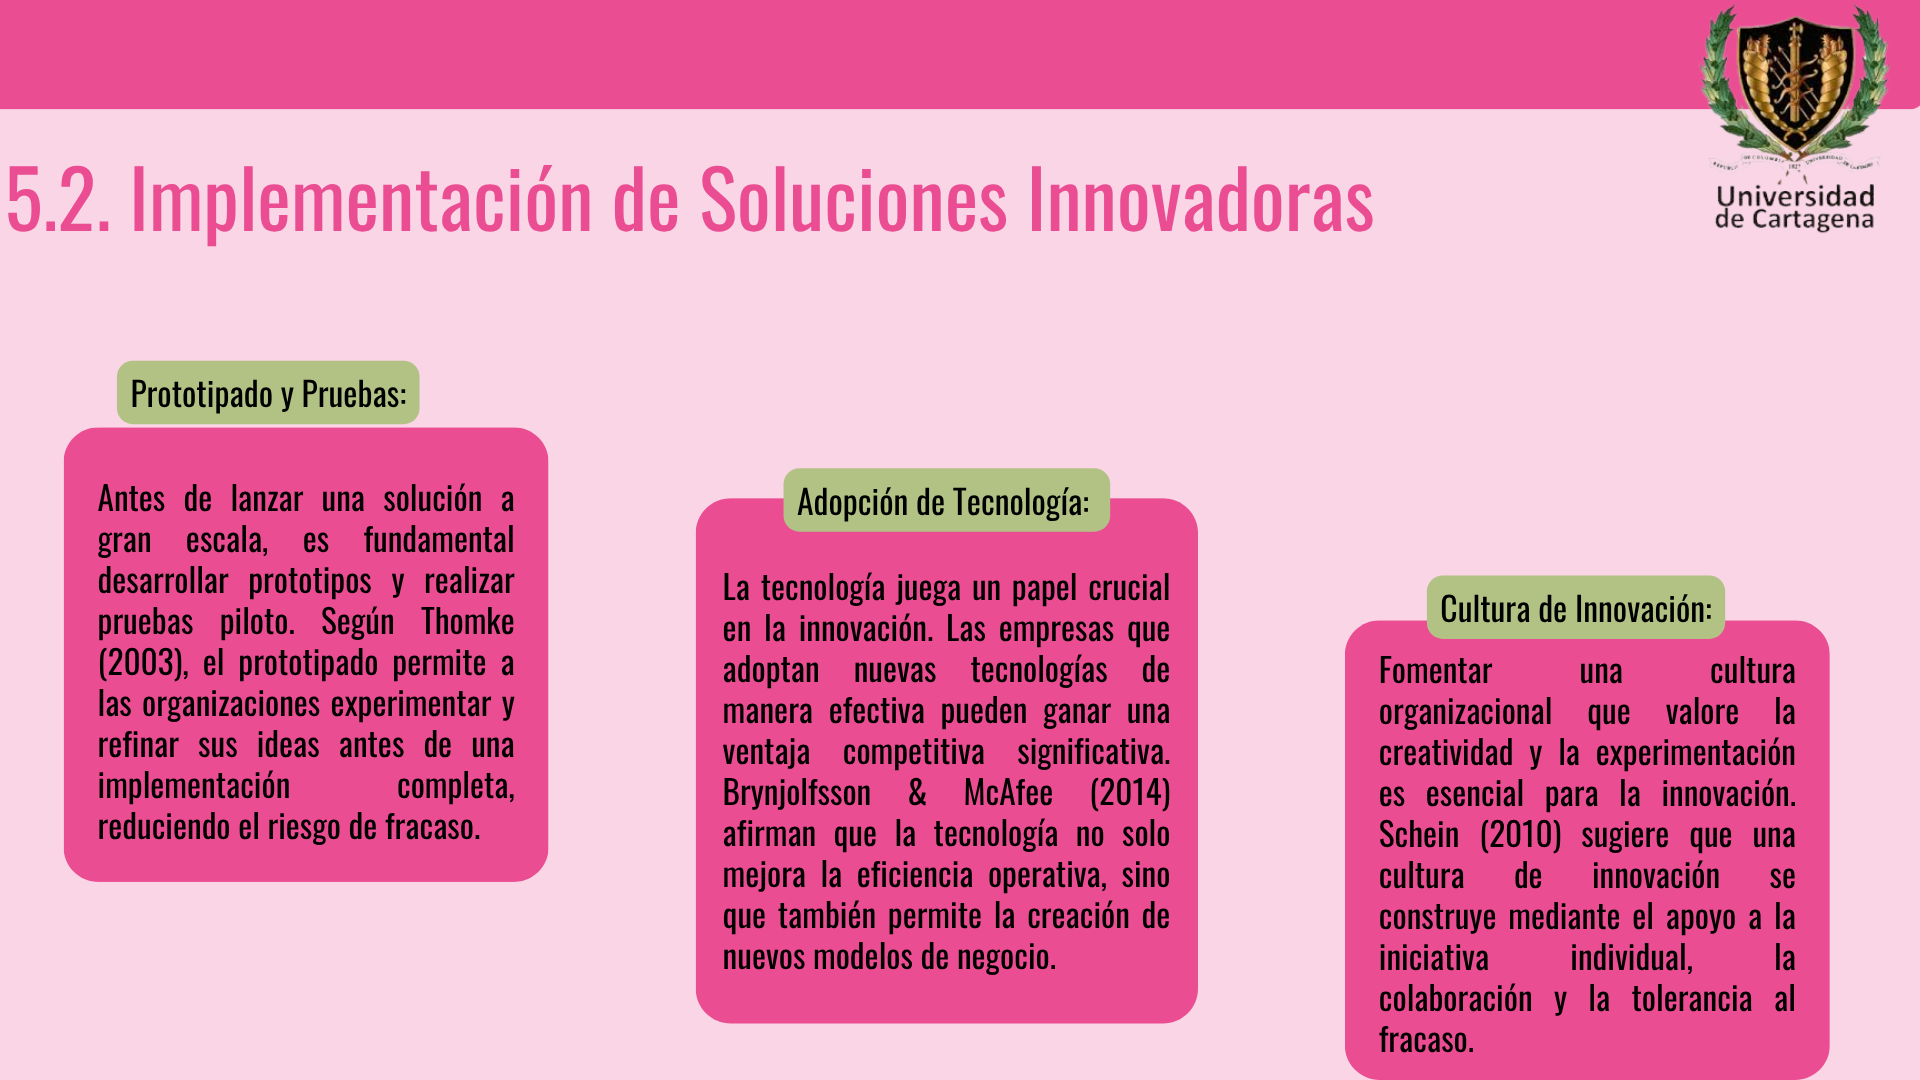 Universidad
de Cartagena
5.2. Implementación de Soluciones Innovadoras
Prototipado y Pruebas:
Antes de lanzar una solución a
gran escala, es fundamental
desarrollar prototipos y realizar
pruebas piloto. Según Thomke
(2003), el prototipado permite a
las organizaciones experimentar y
refinar sus ideas antes de una
implementación completa,
reduciendo el riesgo de fracaso.
Adopción de Tecnología:
La tecnología juega un papel crucial
en la innovación. Las empresas que
adoptan nuevas tecnologías de
manera efectiva pueden ganar una
ventaja competitiva significativa.
Brynjolfsson & McAfee (2014)
afirman que la tecnología no solo
mejora la eficiencia operativa, sino
que también permite la creación de
nuevos modelos de negocio.
Cultura de Innovación:
Fomentar una cultura
organizacional que valore la
creatividad y la experimentación
es esencial para la innovación.
Schein (2010) sugiere que una
cultura de innovación se
construye mediante el apoyo a la
iniciativa individual, la
colaboración y la tolerancia al
fracaso.